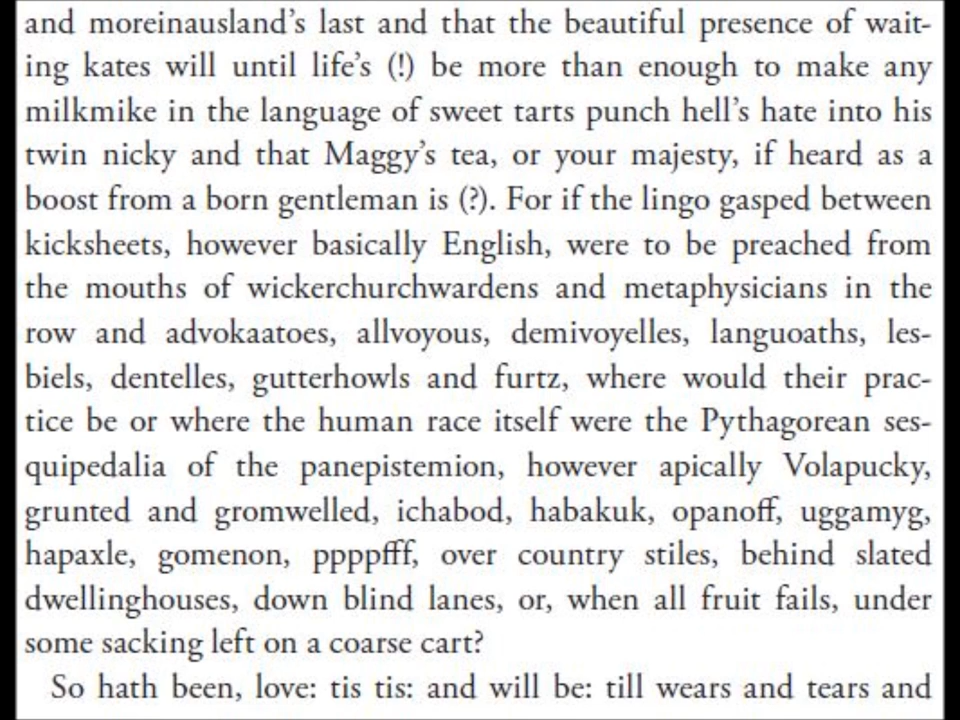 and moreinausland’s last and that the beautiful presence of wait-
ing kates will until life’s (!) be more than enough to make any
milkmike in the language of sweet tarts punch hell’s hate into his
twin nicky and that Maggy’s tea, or your majesty, if heard as a
boost from a born gentleman is (?). For if the lingo gasped between
kicksheets, however basically English, were to be preached from
the mouths of wickerchurchwardens and metaphysicians in the
row and advokaatoes, allvoyous, demivoyelles, languoaths, les-
biels, dentelles, gutterhowls and furtz, where would their prac-
tice be or where the human race itself were the Pythagorean ses-
quipedalia of the panepistemion, however apically Volapucky,
grunted and gromwelled, ichabod, habakuk, opanoff, uggamyg,
hapaxle, gomenon, ppppfff, over country stiles, behind slated
dwellinghouses, down blind lanes, or, when all fruit fails, under
some sacking left on a coarse cart?
So hath been, love: tis tis: and will be: till wears and tears and